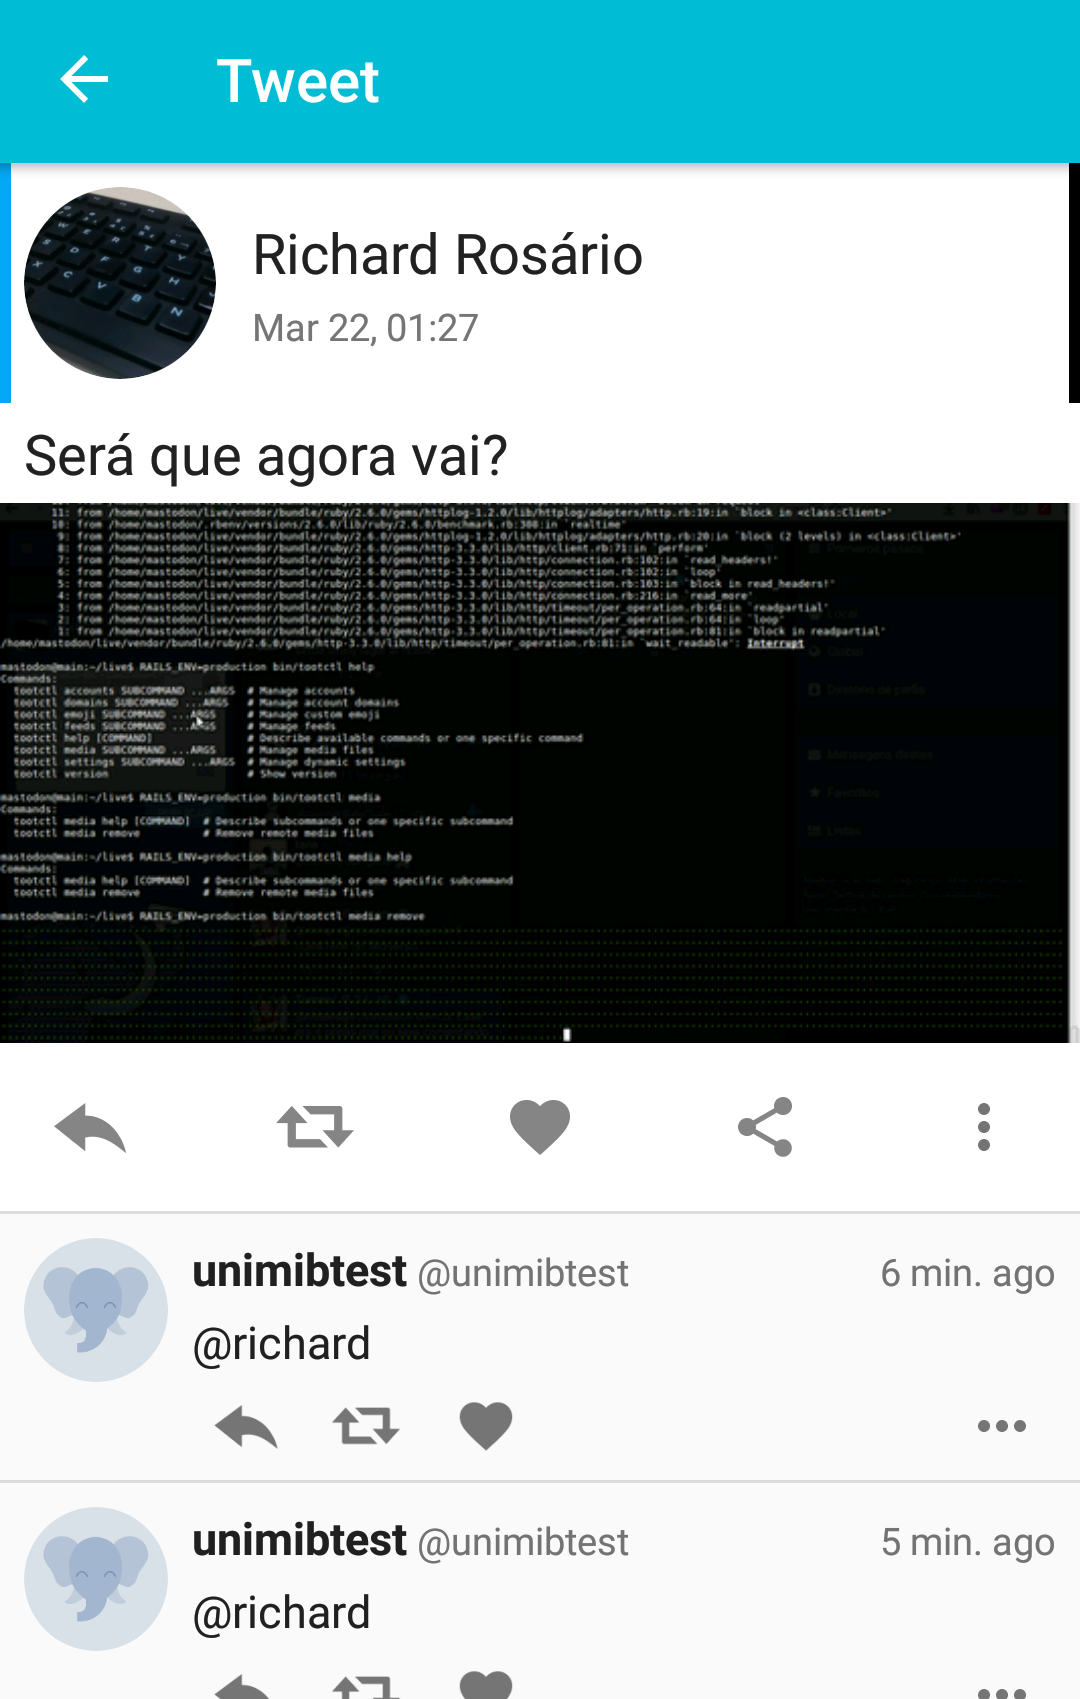 Tweet
Richard Rosário
Mar 22, 01:27
Será que agora vai?
11: from /home/mastodon/live/vendor/bundle/ruby/2.6.0/gems/httplog-1.2.0/lib/httplog/adapters/http.rb:19:in `block in <class:Client>'
10: from /home/mastodon/.rbenv/versions/2.6.0/lib/ruby/2.6.0/benchmark.rb:308:in `realtime'
9: from /home/mastodon/live/vendor/bundle/ruby/2.6.0/gems/httplog-1.2.0/lib/httplog/adapters/http.rb:20:in `block (2 levels) in <class:Client>'
8: from /home/mastodon/live/vendor/bundle/ruby/2.6.0/gems/http-3.3.0/lib/http/client.rb:71:in `perform'
7: from /home/mastodon/live/vendor/bundle/ruby/2.6.0/gems/http-3.3.0/lib/http/connection.rb:102:in `read_headers!'
6: from /home/mastodon/live/vendor/bundle/ruby/2.6.0/gems/http-3.3.0/lib/http/connection.rb:102:in `loop'
5: from /home/mastodon/live/vendor/bundle/ruby/2.6.0/gems/http-3.3.0/lib/http/connection.rb:103:in `block in read_headers!'
4: from /home/mastodon/live/vendor/bundle/ruby/2.6.0/gems/http-3.3.0/lib/http/connection.rb:216:in `read_more'
3: from /home/mastodon/live/vendor/bundle/ruby/2.6.0/gems/http-3.3.0/lib/http/timeout/per_operation.rb:64:in `readpartial'
2: from /home/mastodon/live/vendor/bundle/ruby/2.6.0/gems/http-3.3.0/lib/http/timeout/per_operation.rb:64:in `loop'
1: from /home/mastodon/live/vendor/bundle/ruby/2.6.0/gems/http-3.3.0/lib/http/timeout/per_operation.rb:81:in `block in readpartial'
/home/mastodon/live/vendor/bundle/ruby/2.6.0/gems/http-3.3.0/lib/http/timeout/per_operation.rb:81:in `wait_readable': Interrupt
mastodon@main:~/live$ RAILS_ENV=production bin/tootctl help
Commands:
tootctl accounts SUBCOMMAND ...ARGS # Manage accounts
tootctl domains SUBCOMMAND ...ARGS # Manage account domains
tootctl emoji SUBCOMMAND ...ARGS # Manage custom emoji
tootctl feeds SUBCOMMAND ...ARGS # Manage feeds
tootctl help [COMMAND] # Describe available commands or one specific command
tootctl media SUBCOMMAND ...ARGS # Manage media files
tootctl settings SUBCOMMAND ...ARGS # Manage dynamic settings
tootctl version # Show version
mastodon@main:~/live$ RAILS_ENV=production bin/tootctl media
Commands:
tootctl media help [COMMAND] # Describe subcommands or one specific subcommand
tootctl media remove # Remove remote media files
mastodon@main:~/live$ RAILS_ENV=production bin/tootctl media help
Commands:
tootctl media help [COMMAND] # Describe subcommands or one specific subcommand
tootctl media remove # Remove remote media files
mastodon@main:~/live$ RAILS_ENV=production bin/tootctl media remove
Primeiros passos
Local
Global
Diretório de perfis
Mensagens diretas
Favoritos
Listas
unimibtest @unimibtest 6 min. ago
@richard
unimibtest @unimibtest 5 min. ago
@richard